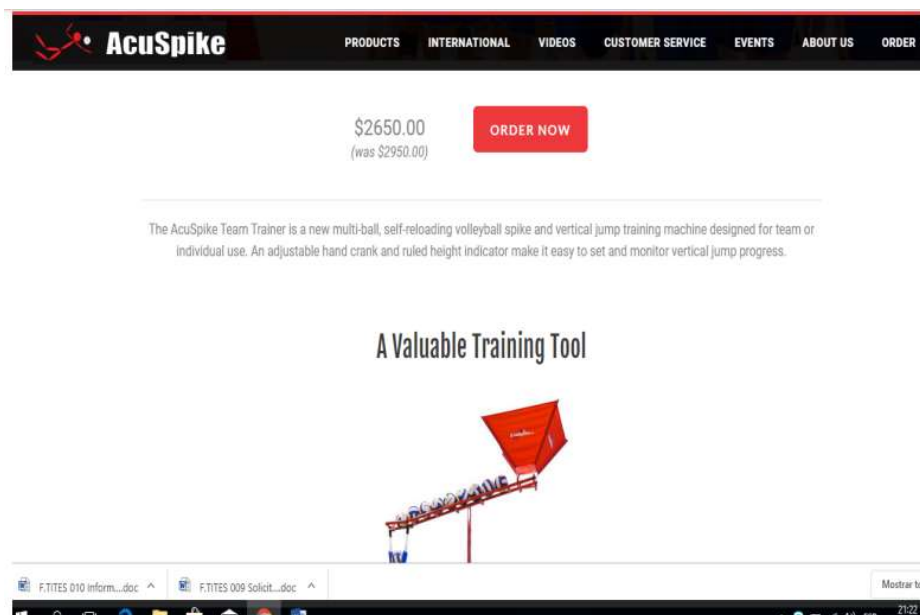 AcuSpike
PRODUCTS INTERNATIONAL VIDEOS CUSTOMER SERVICE EVENTS ABOUT US ORDER
$2650.00
(was $2950.00)
ORDER NOW
The AcuSpike Team Trainer is a new multi-ball, self-reloading volleyball spike and vertical jump training machine designed for team or
individual use. An adjustable hand crank and ruled height indicator make it easy to set and monitor vertical jump progress.
A Valuable Training Tool
F.TITES 010 inform....doc
F.TITES 009 Solicit....doc
Mostrar to
21:22